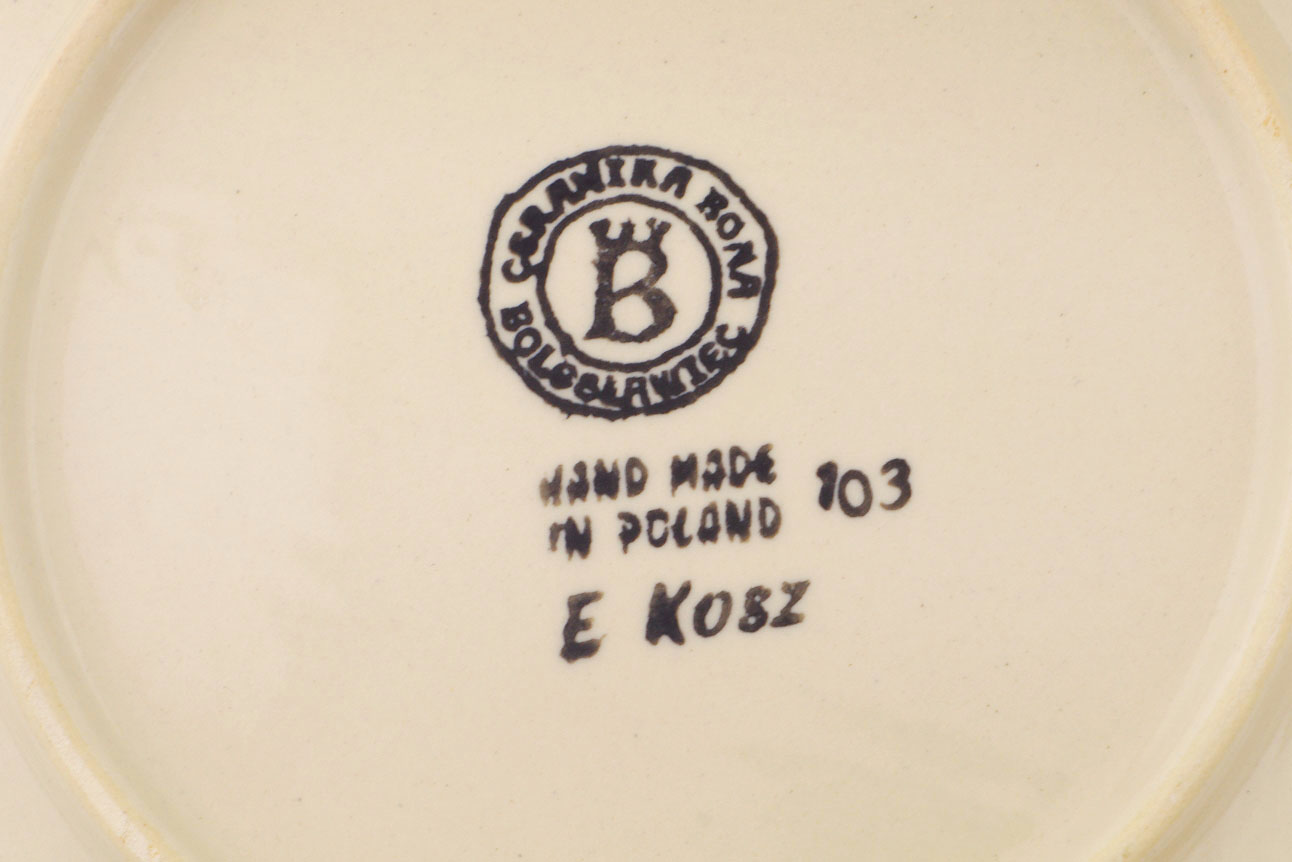 CERAMIKA BONA
B
BOLESŁAWIEC
HAND MADE
IN POLAND
103
E KOSZ